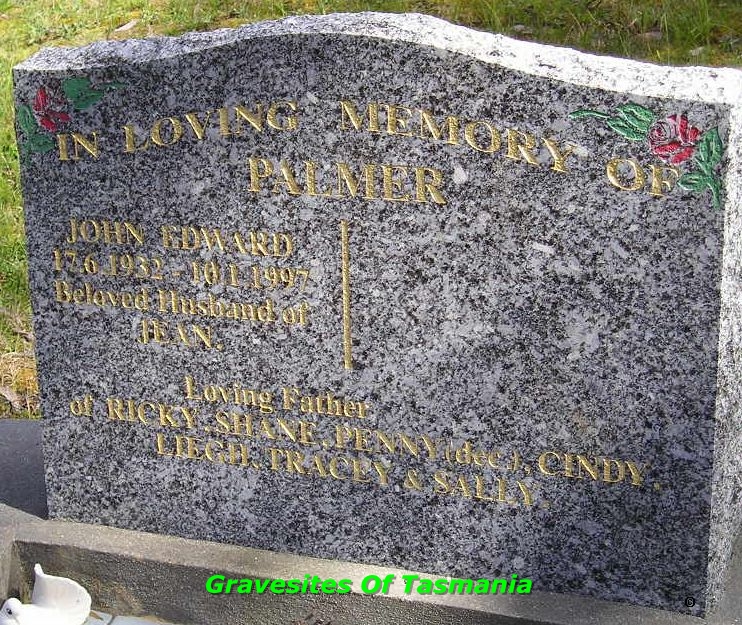 IN LOVING MEMORY OF
PALMER
JOHN EDWARD
17.6.1932 - 10.1.1997
Beloved Husband of
JEAN.
Loving Father
of RICKY, SHANE, PENNY (dec.), CINDY,
LIEGH, TRACEY & SALLY.
Gravesites Of Tasmania
©